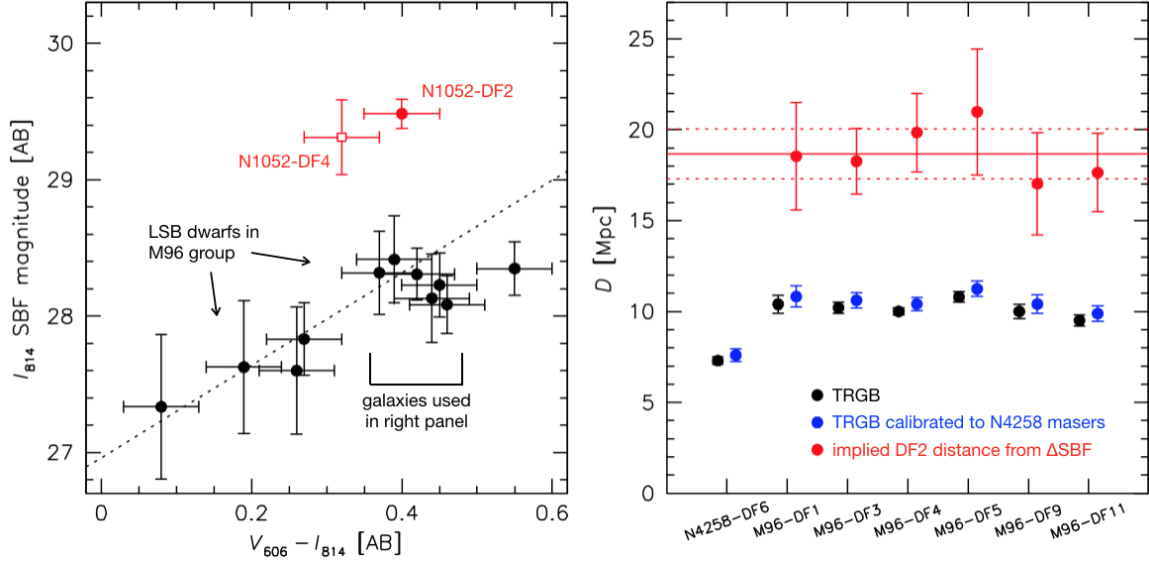 30
29
28
27
I814 SBF magnitude [AB]
N1052-DF2
N1052-DF4
LSB dwarfs in
M96 group
galaxies used
in right panel
0
0.2
0.4
0.6
V606 − I814 [AB]
25
20
15
10
5
0
D [Mpc]
TRGB
TRGB calibrated to N4258 masers
implied DF2 distance from ΔSBF
N4258−DF6
M96−DF1
M96−DF3
M96−DF4
M96−DF5
M96−DF9
M96−DF11